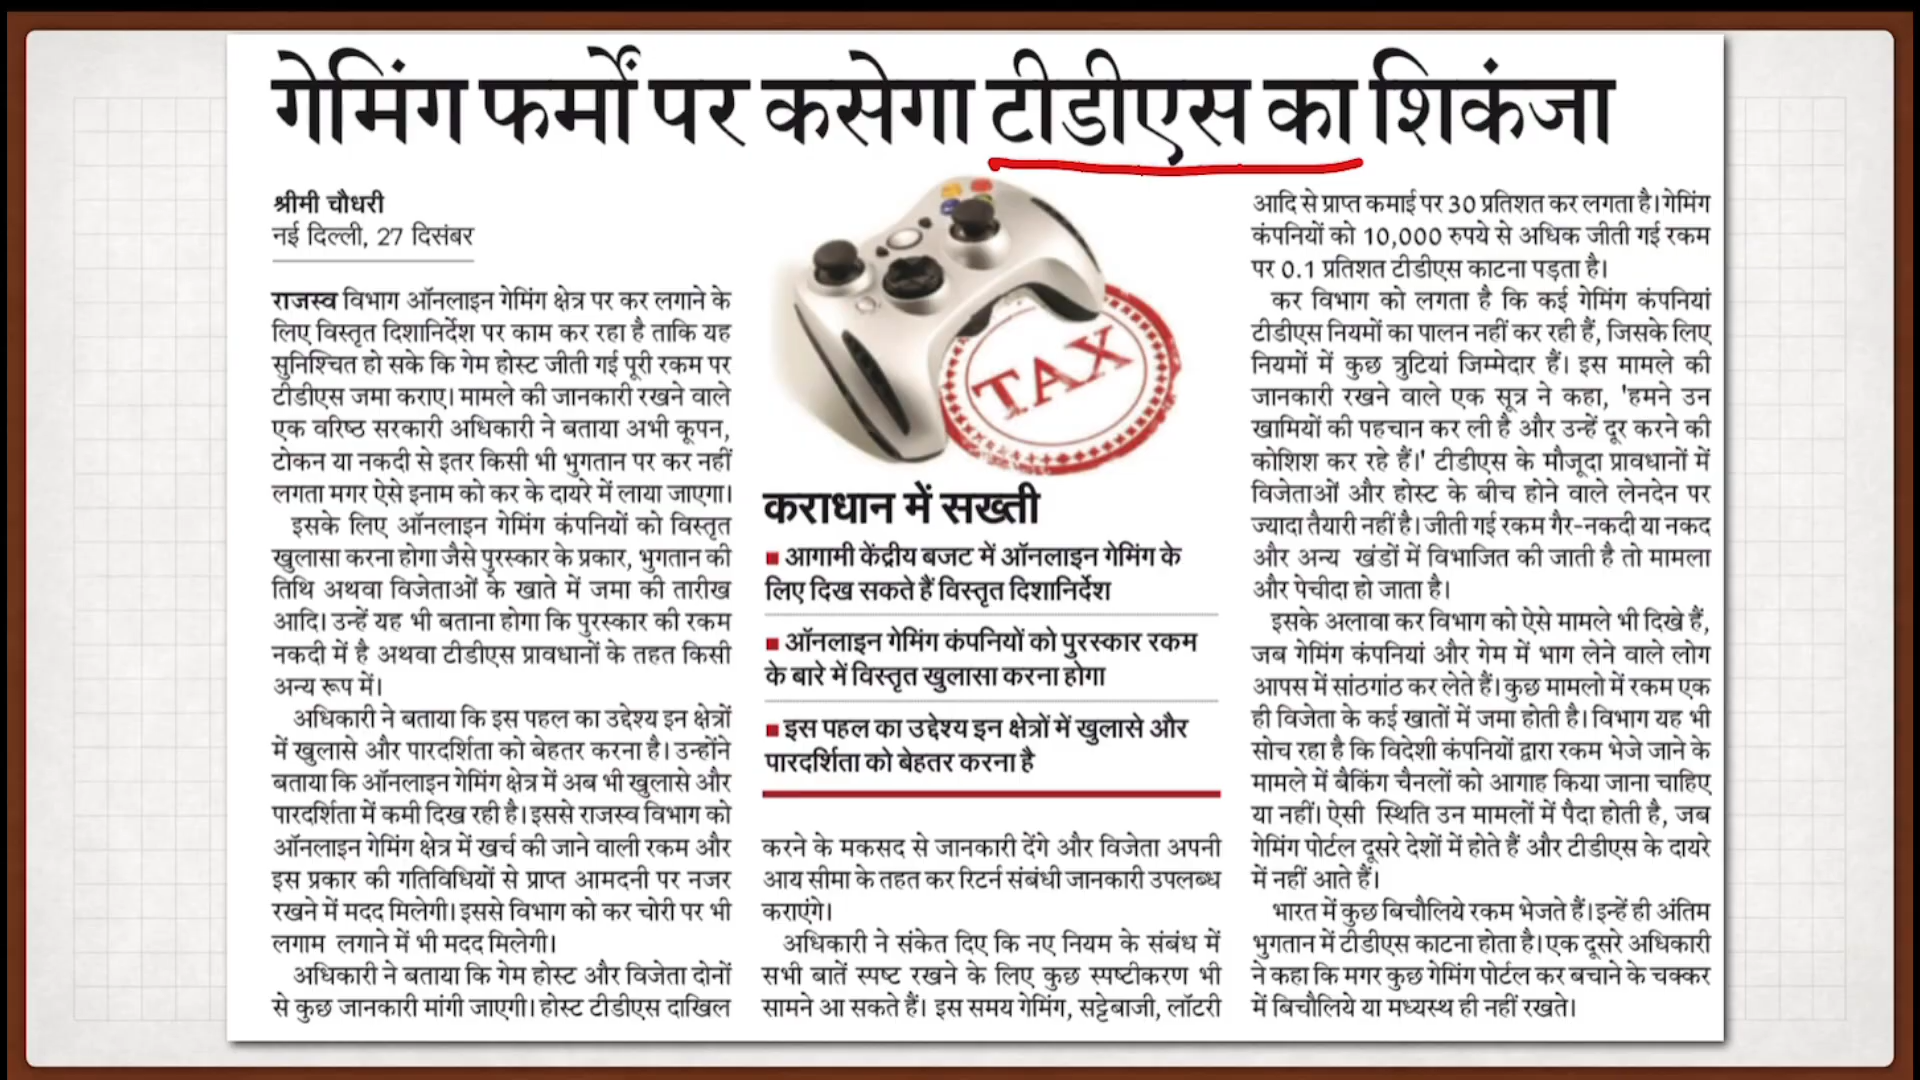 गेमिंग फर्मों पर कसेगा टीडीएस का शिकंजा
श्रीमी चौधरी
नई दिल्ली, 27 दिसंबर
राजस्व विभाग ऑनलाइन गेमिंग क्षेत्र पर कर लगाने के
लिए विस्तृत दिशानिर्देश पर काम कर रहा है ताकि यह
सुनिश्चित हो सके कि गेम होस्ट जीती गई पूरी रकम पर
टीडीएस जमा कराए। मामले की जानकारी रखने वाले
एक वरिष्ठ सरकारी अधिकारी ने बताया अभी कूपन,
टोकन या नकदी से इतर किसी भी भुगतान पर कर नहीं
लगता मगर ऐसे इनाम को कर के दायरे में लाया जाएगा।
इसके लिए ऑनलाइन गेमिंग कंपनियों को विस्तृत
खुलासा करना होगा जैसे पुरस्कार के प्रकार, भुगतान की
तिथि अथवा विजेताओं के खाते में जमा की तारीख
आदि। उन्हें यह भी बताना होगा कि पुरस्कार की रकम
नकदी में है अथवा टीडीएस प्रावधानों के तहत किसी
अन्य रूप में।
अधिकारी ने बताया कि इस पहल का उद्देश्य इन क्षेत्रों
में खुलासे और पारदर्शिता को बेहतर करना है। उन्होंने
बताया कि ऑनलाइन गेमिंग क्षेत्र में अब भी खुलासे और
पारदर्शिता में कमी दिख रही है। इससे राजस्व विभाग को
ऑनलाइन गेमिंग क्षेत्र में खर्च की जाने वाली रकम और
इस प्रकार की गतिविधियों से प्राप्त आमदनी पर नजर
रखने में मदद मिलेगी। इससे विभाग को कर चोरी पर भी
लगाम लगाने में भी मदद मिलेगी।
अधिकारी ने बताया कि गेम होस्ट और विजेता दोनों
से कुछ जानकारी मांगी जाएगी। होस्ट टीडीएस दाखिल
TAX
कराधान में सख्ती
■ आगामी केंद्रीय बजट में ऑनलाइन गेमिंग के
लिए दिख सकते हैं विस्तृत दिशानिर्देश
■ ऑनलाइन गेमिंग कंपनियों को पुरस्कार रकम
के बारे में विस्तृत खुलासा करना होगा
■ इस पहल का उद्देश्य इन क्षेत्रों में खुलासे और
पारदर्शिता को बेहतर करना है
करने के मकसद से जानकारी देंगे और विजेता अपनी
आय सीमा के तहत कर रिटर्न संबंधी जानकारी उपलब्ध
कराएंगे।
अधिकारी ने संकेत दिए कि नए नियम के संबंध में
सभी बातें स्पष्ट रखने के लिए कुछ स्पष्टीकरण भी
सामने आ सकते हैं। इस समय गेमिंग, सट्टेबाजी, लॉटरी
आदि से प्राप्त कमाई पर 30 प्रतिशत कर लगता है। गेमिंग
कंपनियों को 10,000 रुपये से अधिक जीती गई रकम
पर 0.1 प्रतिशत टीडीएस काटना पड़ता है।
कर विभाग को लगता है कि कई गेमिंग कंपनियां
टीडीएस नियमों का पालन नहीं कर रही हैं, जिसके लिए
नियमों में कुछ त्रुटियां जिम्मेदार हैं। इस मामले की
जानकारी रखने वाले एक सूत्र ने कहा, 'हमने उन
खामियों की पहचान कर ली है और उन्हें दूर करने की
कोशिश कर रहे हैं।' टीडीएस के मौजूदा प्रावधानों में
विजेताओं और होस्ट के बीच होने वाले लेनदेन पर
ज्यादा तैयारी नहीं है। जीती गई रकम गैर-नकदी या नकद
और अन्य खंडों में विभाजित की जाती है तो मामला
और पेचीदा हो जाता है।
इसके अलावा कर विभाग को ऐसे मामले भी दिखे हैं,
जब गेमिंग कंपनियां और गेम में भाग लेने वाले लोग
आपस में सांठगांठ कर लेते हैं। कुछ मामलो में रकम एक
ही विजेता के कई खातों में जमा होती है। विभाग यह भी
सोच रहा है कि विदेशी कंपनियों द्वारा रकम भेजे जाने के
मामले में बैकिंग चैनलों को आगाह किया जाना चाहिए
या नहीं। ऐसी स्थिति उन मामलों में पैदा होती है, जब
गेमिंग पोर्टल दूसरे देशों में होते हैं और टीडीएस के दायरे
में नहीं आते हैं।
भारत में कुछ बिचौलिये रकम भेजते हैं। इन्हें ही अंतिम
भुगतान में टीडीएस काटना होता है। एक दूसरे अधिकारी
ने कहा कि मगर कुछ गेमिंग पोर्टल कर बचाने के चक्कर
में बिचौलिये या मध्यस्थ ही नहीं रखते।